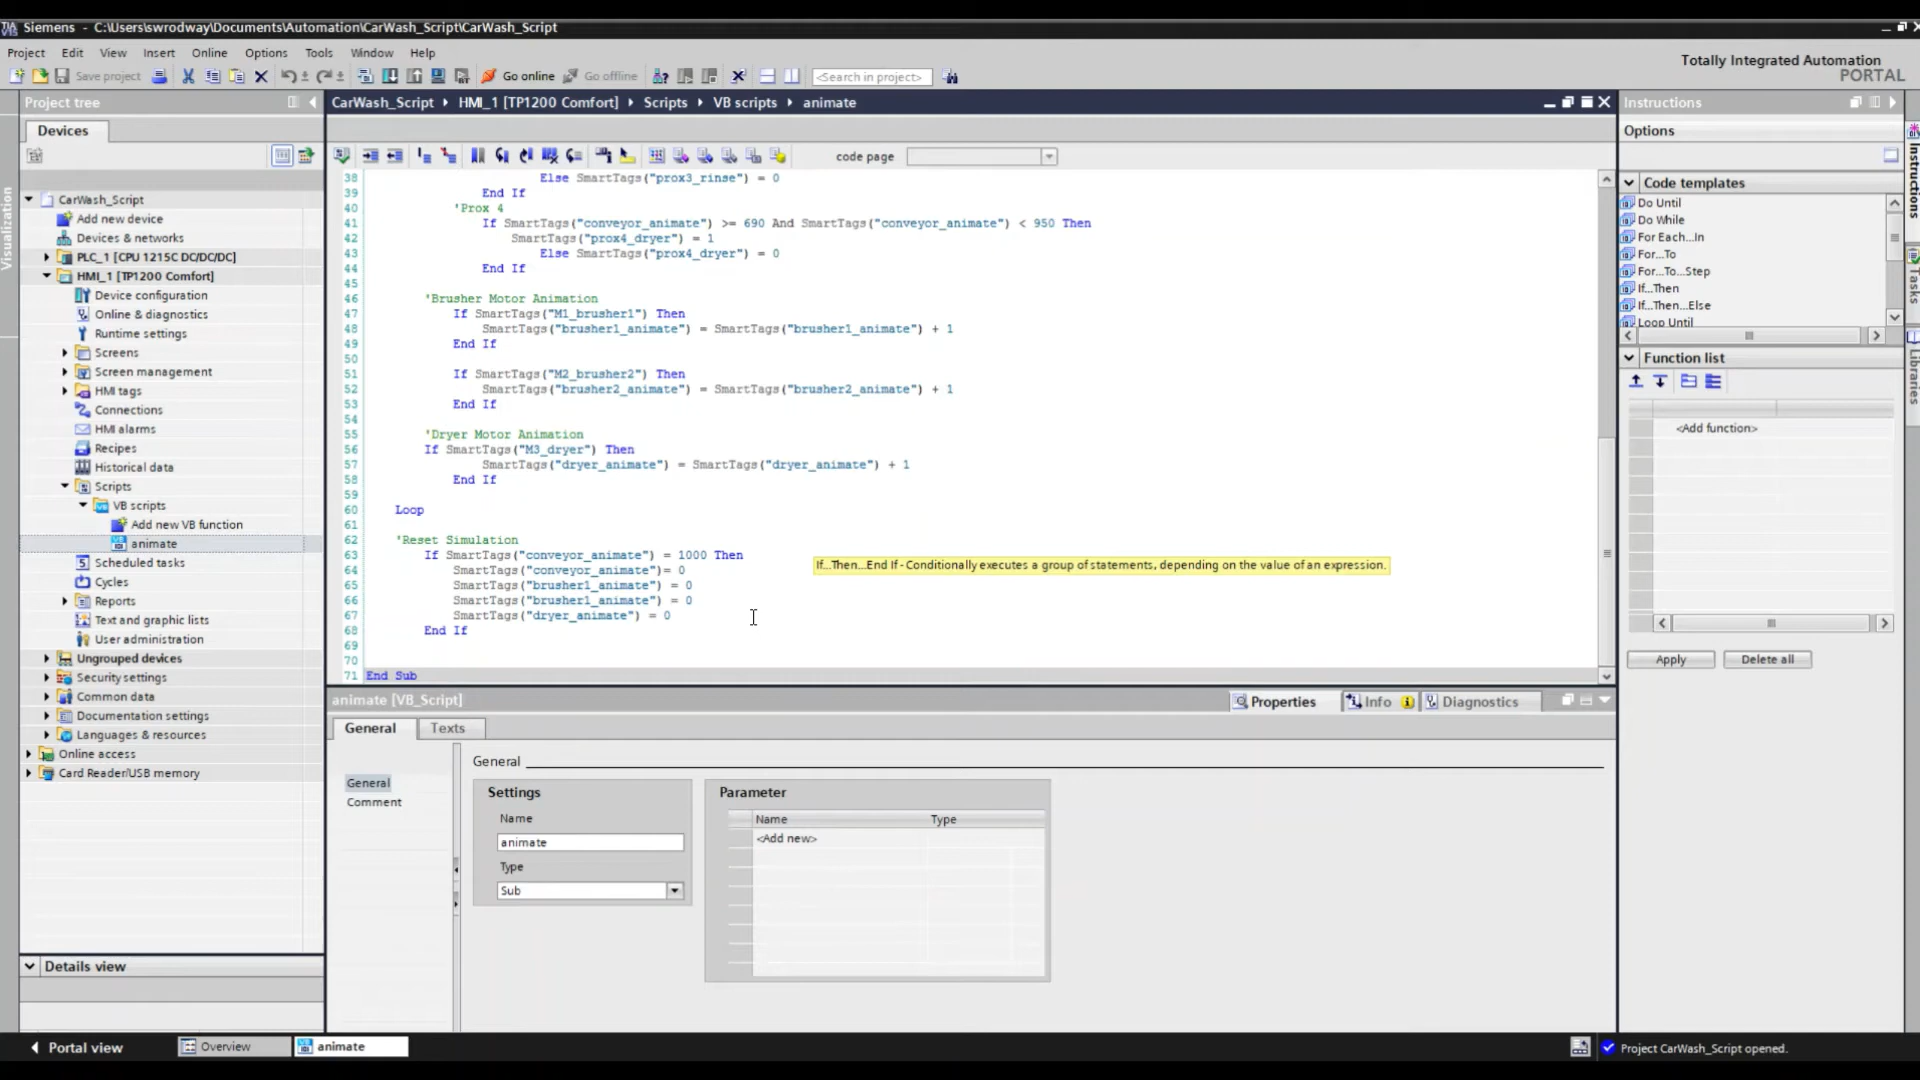 Siemens - C:\Users\swrodway\Documents\Automation\CarWash_Script\CarWash_Script
Project Edit View Insert Online Options Tools Window Help
Totally Integrated Automation
PORTAL
Save project
Go online
Go offline
<Search in project>
Project tree
Devices
CarWash_Script
Add new device
Devices & networks
PLC_1 [CPU 1215C DC/DC/DC]
HMI_1 [TP1200 Comfort]
Device configuration
Online & diagnostics
Runtime settings
Screens
Screen management
HMI tags
Connections
HMI alarms
Recipes
Historical data
Scripts
VB scripts
Add new VB function
animate
Scheduled tasks
Cycles
Reports
Text and graphic lists
User administration
Ungrouped devices
Security settings
Common data
Documentation settings
Languages & resources
Online access
Card Reader/USB memory
Details view
Visualization
CarWash_Script HMI_1 [TP1200 Comfort] Scripts VB scripts animate
code page
38 Else SmartTags("prox3_rinse") = 0
39 End If
40 'Prox 4
41 If SmartTags("conveyor_animate") >= 690 And SmartTags("conveyor_animate") < 950 Then
42 SmartTags("prox4_dryer") = 1
43 Else SmartTags("prox4_dryer") = 0
44 End If
45
46 'Brusher Motor Animation
47 If SmartTags("M1_brusher1") Then
48 SmartTags("brusher1_animate") = SmartTags("brusher1_animate") + 1
49 End If
50
51 If SmartTags("M2_brusher2") Then
52 SmartTags("brusher2_animate") = SmartTags("brusher2_animate") + 1
53 End If
54
55 'Dryer Motor Animation
56 If SmartTags("M3_dryer") Then
57 SmartTags("dryer_animate") = SmartTags("dryer_animate") + 1
58 End If
59
60 Loop
61
62 'Reset Simulation
63 If SmartTags("conveyor_animate") = 1000 Then
64 SmartTags("conveyor_animate")= 0
65 SmartTags("brusher1_animate") = 0
66 SmartTags("brusher1_animate") = 0
67 SmartTags("dryer_animate") = 0
68 End If
69
70
71 End Sub
If...Then...End If - Conditionally executes a group of statements, depending on the value of an expression.
animate [VB_Script]
Properties Info Diagnostics
General Texts
General
Comment
General
Settings
Name
animate
Type
Sub
Parameter
Name Type
<Add new>
Instructions
Options
Code templates
Do Until
Do While
For Each...In
For...To
For...To...Step
If...Then
If...Then...Else
Loop Until
Function list
<Add function>
Apply Delete all
Instructions
Tasks
Libraries
Portal view Overview animate
Project CarWash_Script opened.